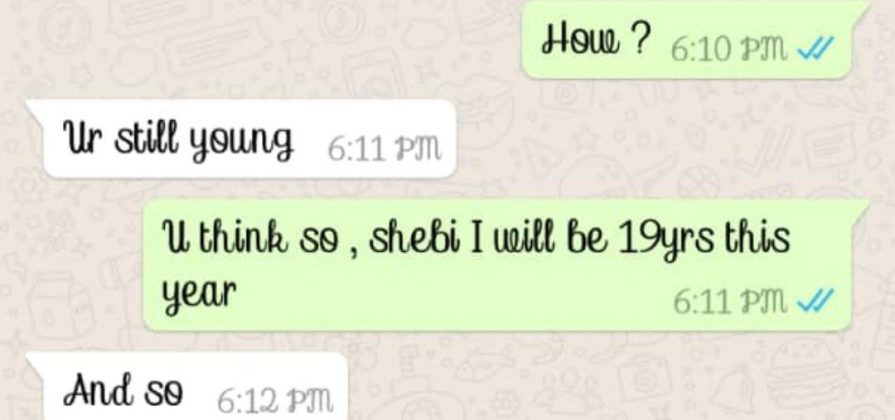 How ? 6:10 PM
Ur still young 6:11 PM
U think so , shebi I will be 19yrs this
year 6:11 PM
And so 6:12 PM